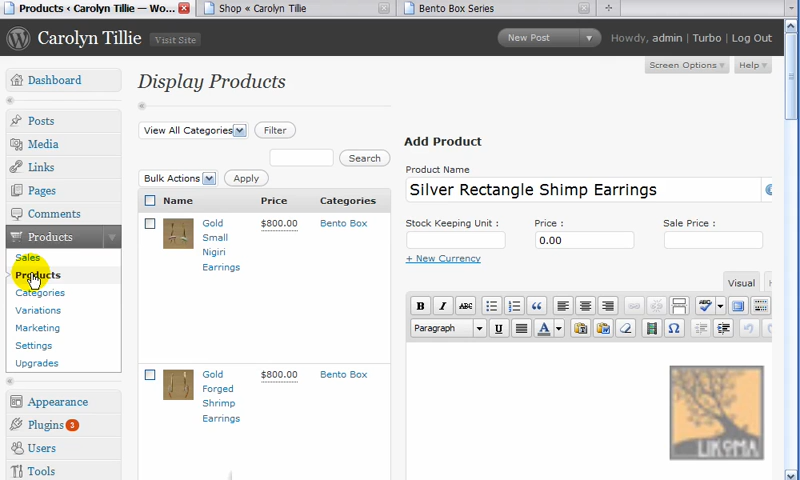 Products ‹ Carolyn Tillie — Wo...
Shop « Carolyn Tillie
Bento Box Series
Carolyn Tillie
Visit Site
New Post
Howdy, admin | Turbo | Log Out
Screen Options
Help
Dashboard
Posts
Media
Links
Pages
Comments
Products
Sales
Products
Categories
Variations
Marketing
Settings
Upgrades
Appearance
Plugins 3
Users
Tools
Display Products
View All Categories
Filter
Search
Bulk Actions
Apply
Name Price Categories
Gold
Small
Nigiri
Earrings
$800.00
Bento Box
Gold
Forged
Shrimp
Earrings
$800.00
Bento Box
Add Product
Product Name
Silver Rectangle Shimp Earrings
Stock Keeping Unit : Price : Sale Price :
0.00
+ New Currency
Visual
B I ABC
Paragraph
U A
LIKOMA